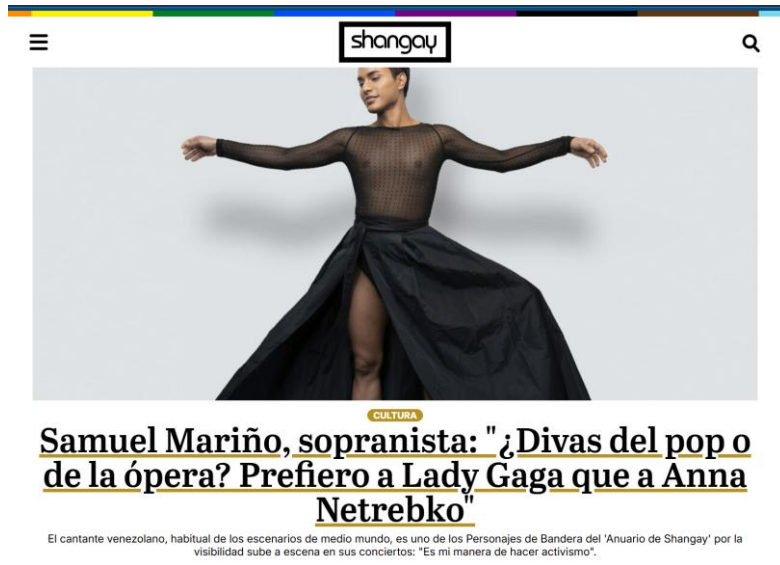 shangay
CULTURA
Samuel Mariño, sopranista: "¿Divas del pop o
de la ópera? Prefiero a Lady Gaga que a Anna
Netrebko"
El cantante venezolano, habitual de los escenarios de medio mundo, es uno de los Personajes de Bandera del 'Anuario de Shangay' por la
visibilidad sube a escena en sus conciertos: "Es mi manera de hacer activismo".